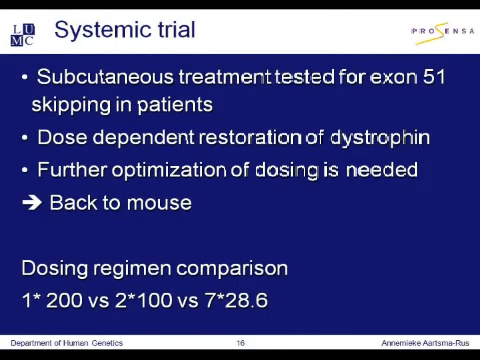 L U
M C
Systemic trial
PROSENSA
• Subcutaneous treatment tested for exon 51
skipping in patients
• Dose dependent restoration of dystrophin
• Further optimization of dosing is needed
➔ Back to mouse
Dosing regimen comparison
1* 200 vs 2*100 vs 7*28.6
Department of Human Genetics
16
Annemieke Aartsma-Rus